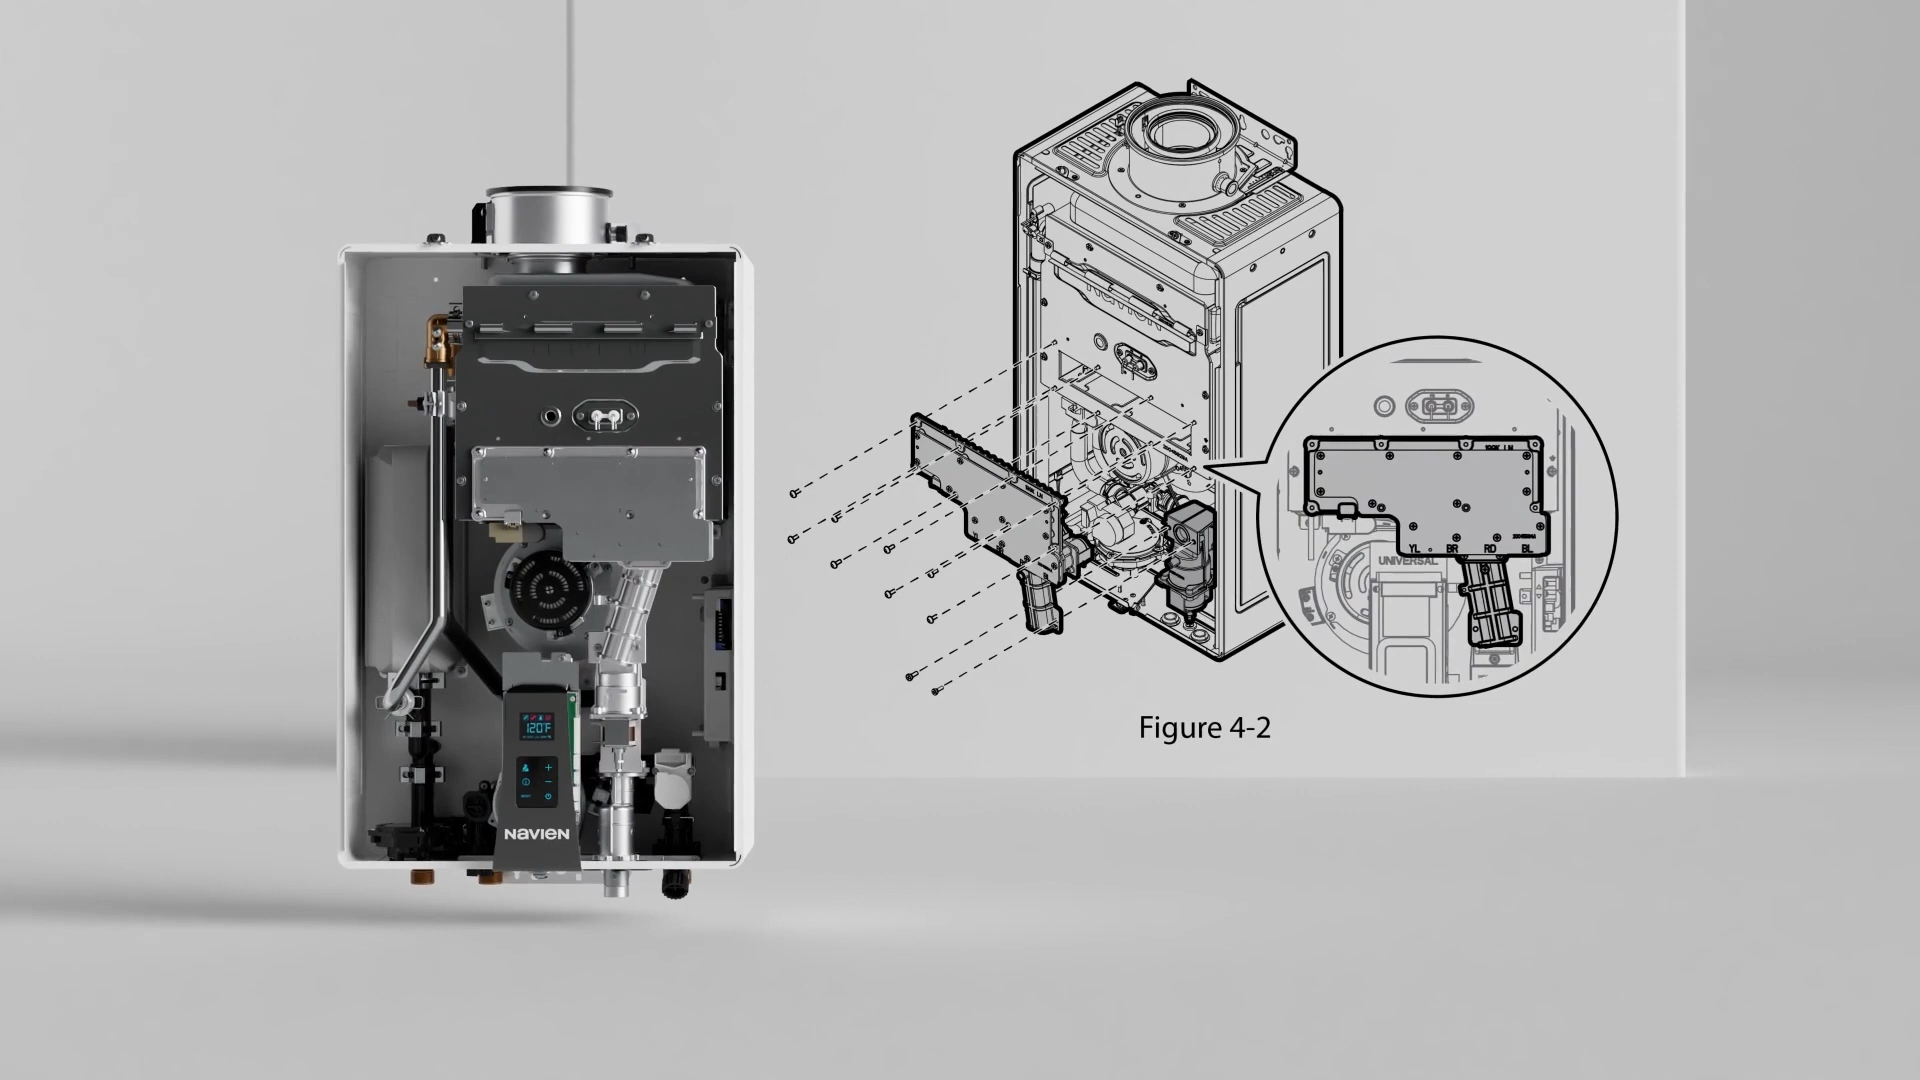 120°F
NAVIEN
Figure 4-2
YL BR RD BL
UNIVERSAL